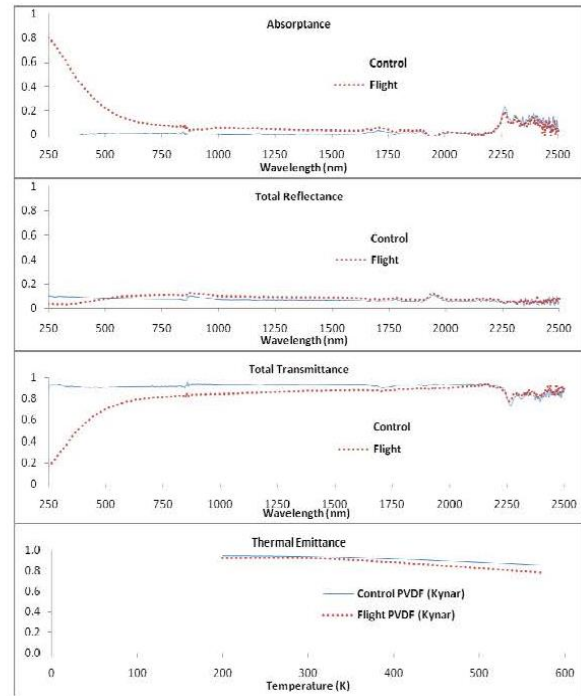 Absorptance
1
0.8
0.6
0.4
0.2
0
Control
Flight
250 500 750 1000 1250 1500 1750 2000 2250 2500
Wavelength (nm)
Total Reflectance
1
0.8
0.6
0.4
0.2
0
Control
Flight
250 500 750 1000 1250 1500 1750 2000 2250 2500
Wavelength (nm)
Total Transmittance
1
0.8
0.6
0.4
0.2
0
Control
Flight
250 500 750 1000 1250 1500 1750 2000 2250 2500
Wavelength (nm)
Thermal Emittance
1.0
0.8
0.6
0.4
0.2
0.0
Control PVDF (Kynar)
Flight PVDF (Kynar)
0 100 200 300 400 500 600
Temperature (K)